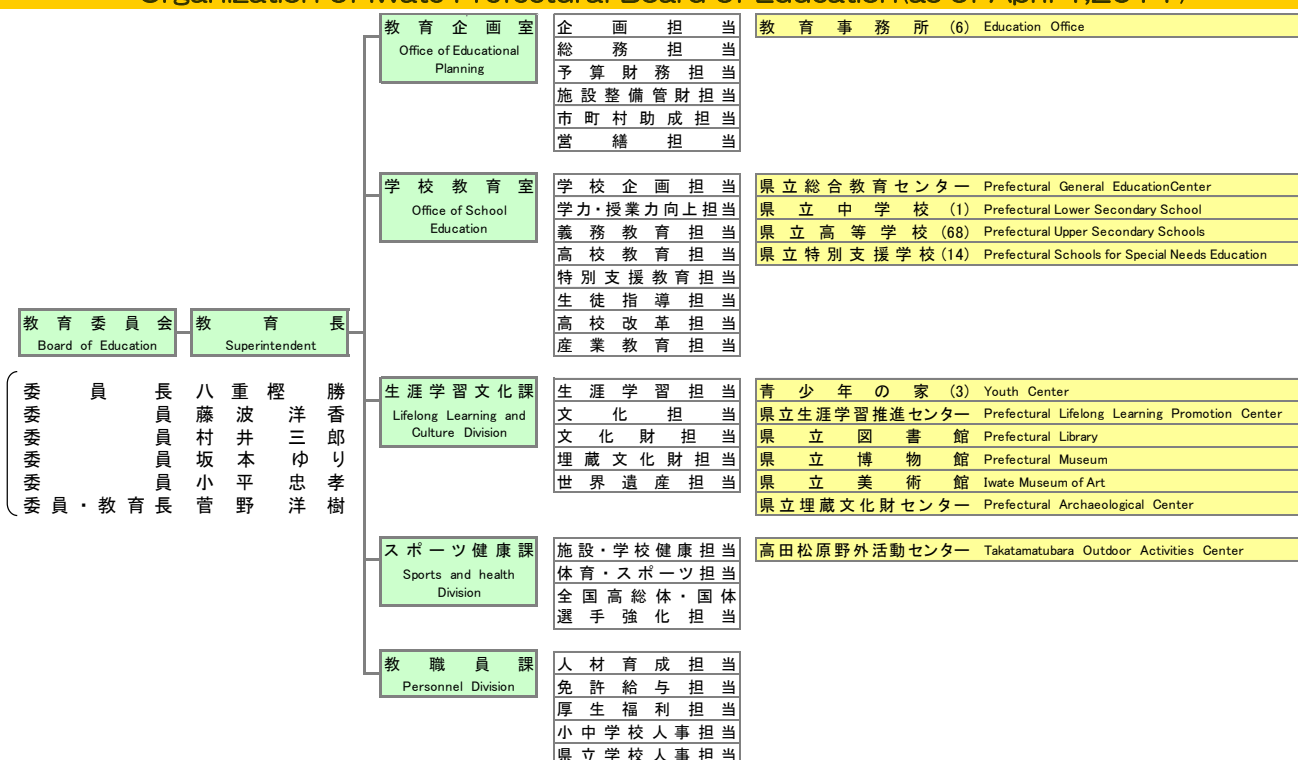 Organization of Iwate Prefectural Board of Education (as of April 1, 2011)
教育企画室
Office of Educational
Planning
企画担当
総務担当
予算財務担当
施設整備管財担当
市町村助成担当
営繕担当
教育事務所 (6) Education Office
学校教育室
Office of School
Education
学校企画担当
学力・授業力向上担当
義務教育担当
高校教育担当
特別支援教育担当
生徒指導担当
高校改革担当
産業教育担当
県立総合教育センター Prefectural General EducationCenter
県立中学校 (1) Prefectural Lower Secondary School
県立高等学校 (68) Prefectural Upper Secondary Schools
県立特別支援学校 (14) Prefectural Schools for Special Needs Education
教育委員会
Board of Education
教育長
Superintendent
委員長 八重樫 勝
委員 藤波洋香
委員 村井三郎
委員 坂本ゆり
委員 小平忠孝
委員・教育長 菅野洋樹
生涯学習文化課
Lifelong Learning and
Culture Division
生涯学習担当
文化担当
文化財担当
埋蔵文化財担当
世界遺産担当
青少年の家 (3) Youth Center
県立生涯学習推進センター Prefectural Lifelong Learning Promotion Center
県立図書館 Prefectural Library
県立博物館 Prefectural Museum
県立美術館 Iwate Museum of Art
県立埋蔵文化財センター Prefectural Archaeological Center
スポーツ健康課
Sports and health
Division
施設・学校健康担当
体育・スポーツ担当
全国高総体・国体
選手強化担当
高田松原野外活動センター Takatamatubara Outdoor Activities Center
教職員課
Personnel Division
人材育成担当
免許給与担当
厚生福利担当
小中学校人事担当
県立学校人事担当